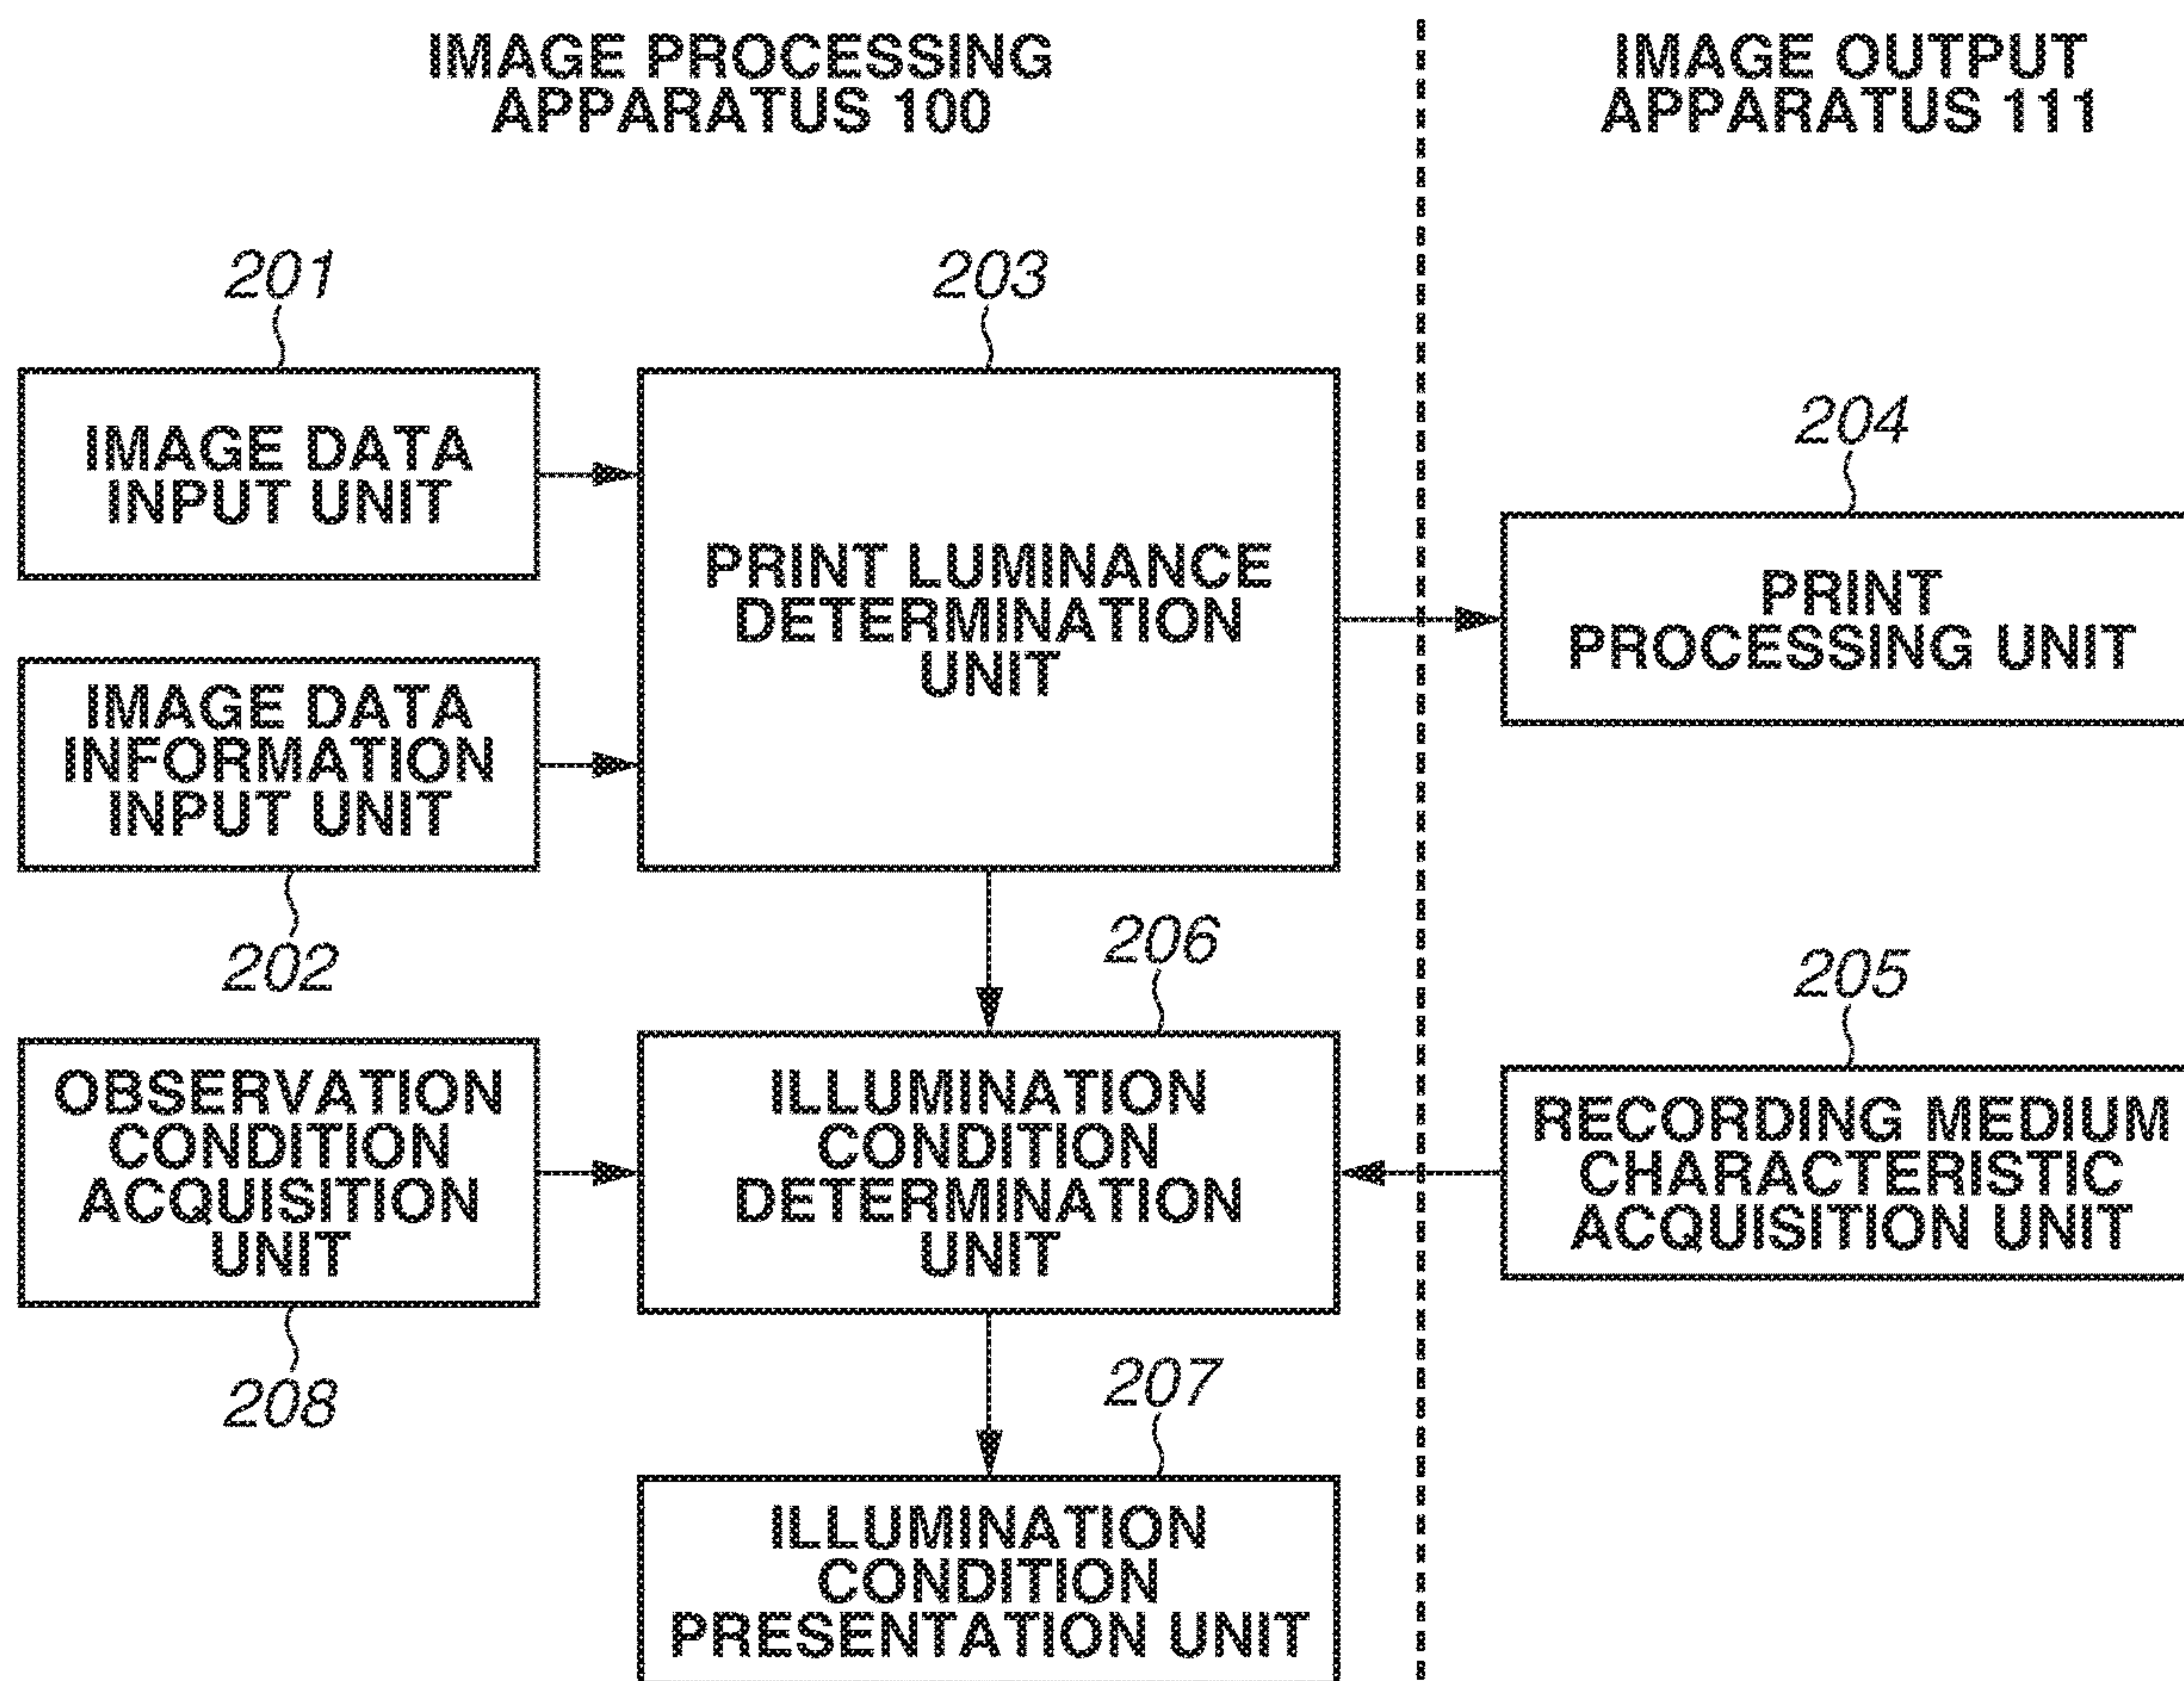 IMAGE PROCESSING
APPARATUS 100
IMAGE OUTPUT
APPARATUS 111
201
IMAGE DATA
INPUT UNIT
203
PRINT LUMINANCE
DETERMINATION
UNIT
204
PRINT
PROCESSING UNIT
IMAGE DATA
INFORMATION
INPUT UNIT
202
206
205
OBSERVATION
CONDITION
ACQUISITION
UNIT
208
ILLUMINATION
CONDITION
DETERMINATION
UNIT
RECORDING MEDIUM
CHARACTERISTIC
ACQUISITION UNIT
207
ILLUMINATION
CONDITION
PRESENTATION UNIT